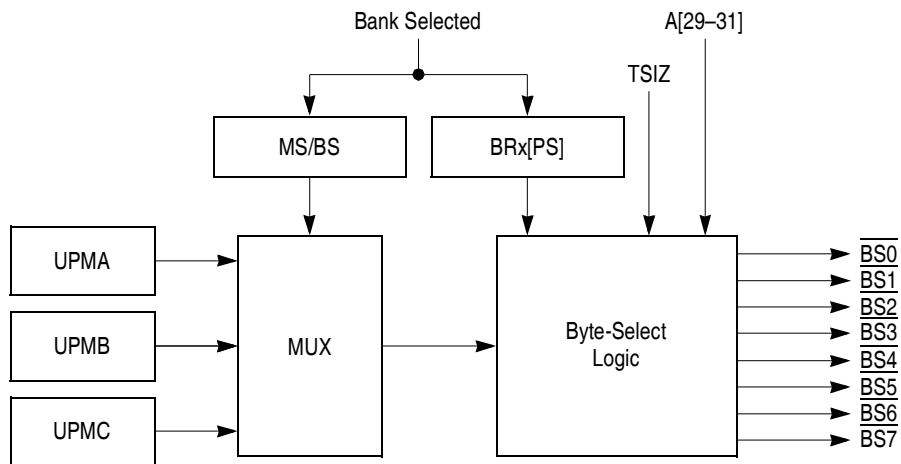 Bank Selected
A[29–31]
TSIZ
MS/BS
BRx[PS]
UPMA
UPMB
UPMC
MUX
Byte-Select
Logic
BS0
BS1
BS2
BS3
BS4
BS5
BS6
BS7